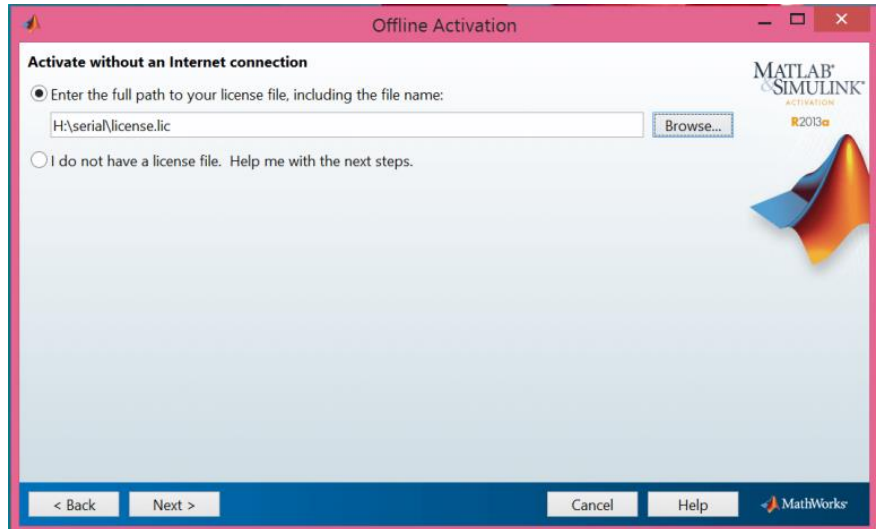 Offline Activation
Activate without an Internet connection
Enter the full path to your license file, including the file name:
H:\serial\license.lic
Browse...
I do not have a license file. Help me with the next steps.
MATLAB®
&SIMULINK®
ACTIVATION
R2013a
< Back
Next >
Cancel
Help
MathWorks®